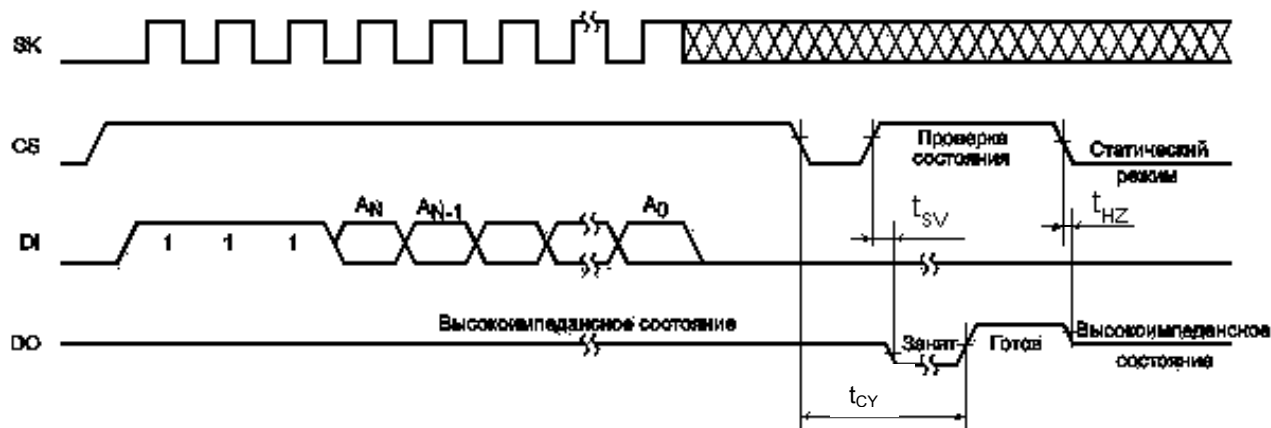 SK
CS
Проверка
состояния
Статический
режим
tSV
tHZ
DI
1 1 1
AN
AN-1
A0
DO
Высокоимпедансное состояние
Занят
Готов
Высокоимпедансное
состояние
tCY